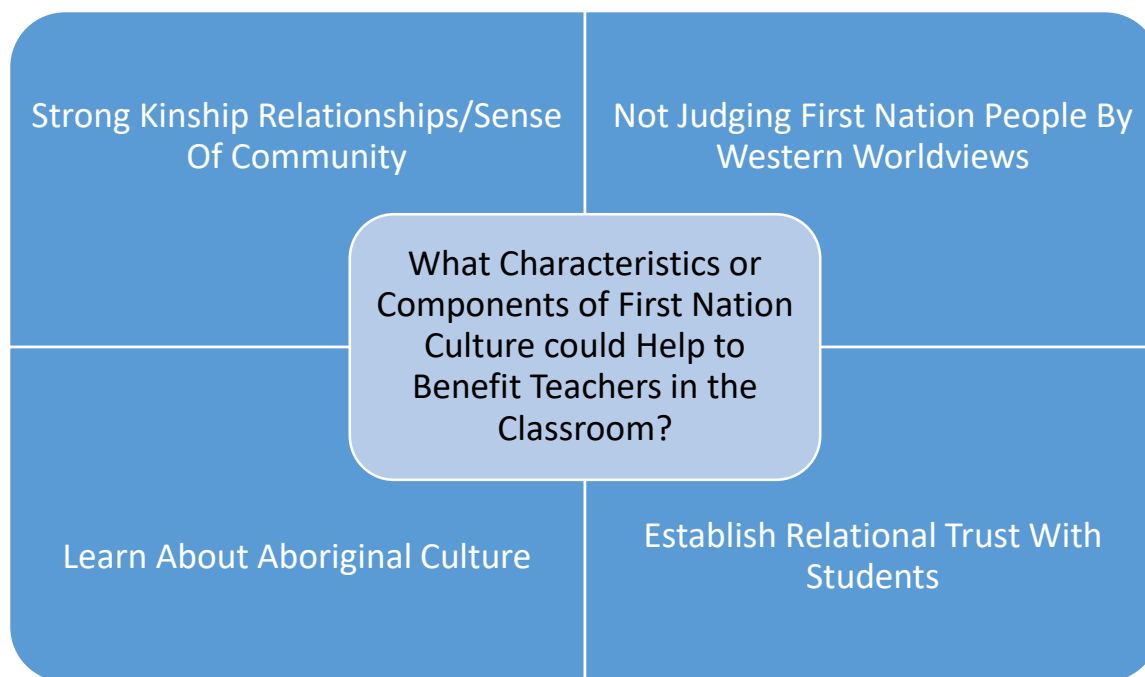 Strong Kinship Relationships/Sense
Of Community
Not Judging First Nation People By
Western Worldviews
What Characteristics or
Components of First Nation
Culture could Help to
Benefit Teachers in the
Classroom?
Learn About Aboriginal Culture
Establish Relational Trust With
Students